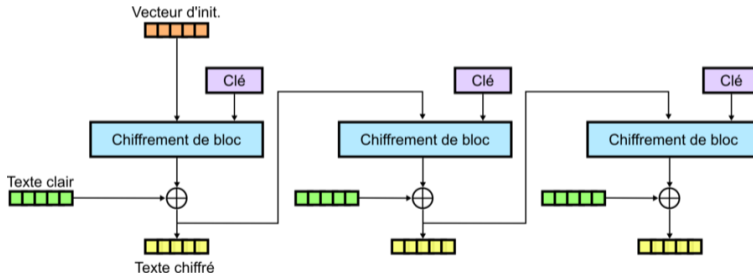 Vecteur d'init.
Clé
Clé
Clé
Chiffrement de bloc
Chiffrement de bloc
Chiffrement de bloc
Texte clair
Texte chiffré